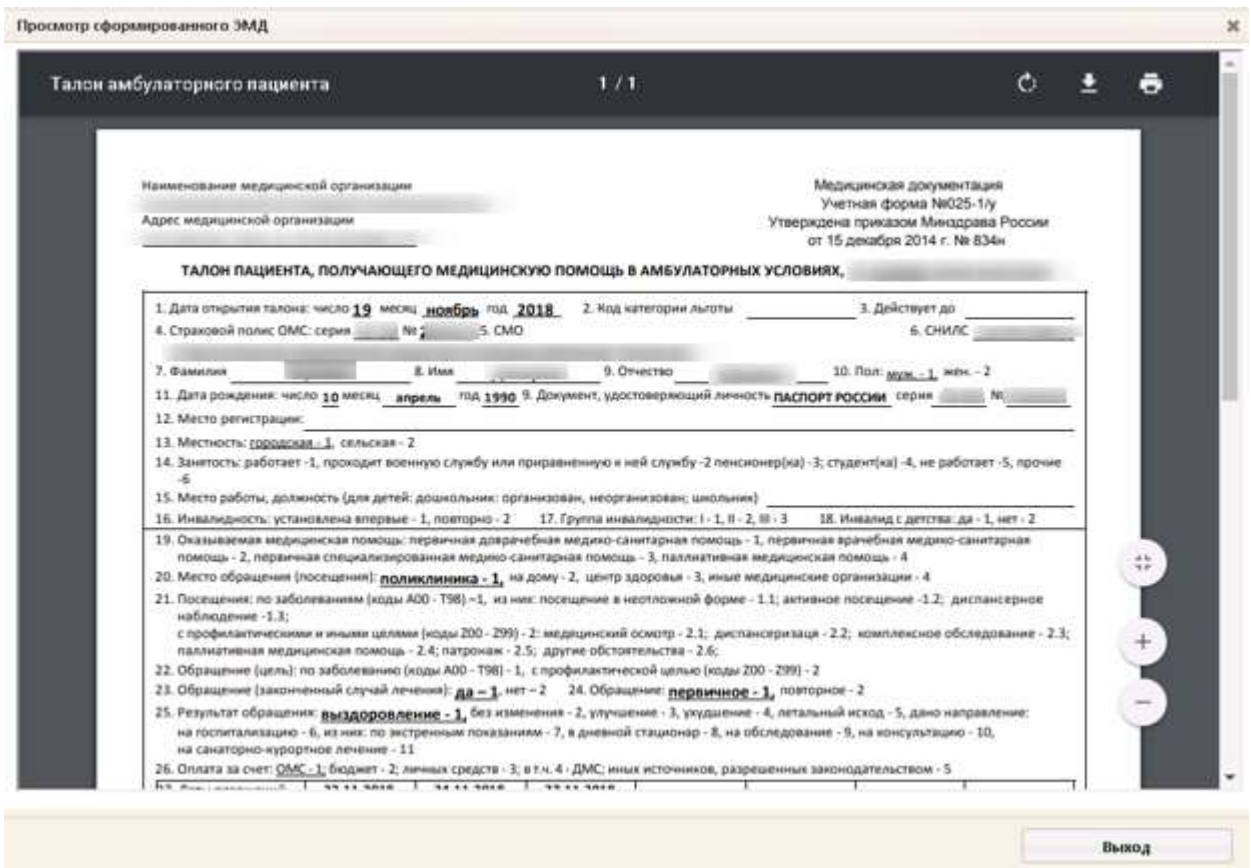 Просмотр сформированного ЭМД
Талон амбулаторного пациента 1 / 1
Наименование медицинской организации
Медицинская документация
Учетная форма №025-1/у
Адрес медицинской организации
Утверждена приказом Минздрава России
от 15 декабря 2014 г. № 834н
ТАЛОН ПАЦИЕНТА, ПОЛУЧАЮЩЕГО МЕДИЦИНСКУЮ ПОМОЩЬ В АМБУЛАТОРНЫХ УСЛОВИЯХ,
1. Дата открытия талона: число 19 месяц ноябрь год 2018 2. Код категории льготы 3. Действует до
4. Страховой полис ОМС: серия № 5. СМО 6. СНИЛС
7. Фамилия 8. Имя 9. Отчество 10. Пол: муж. - 1, жен. - 2
11. Дата рождения: число 10 месяц апрель год 1990 9. Документ, удостоверяющий личность ПАСПОРТ РОССИИ серия №
12. Место регистрации:
13. Местность: городская - 1, сельская - 2
14. Занятость: работает -1, проходит военную службу или приравненную к ней службу -2 пенсионер(ка) -3; студент(ка) -4, не работает -5, прочие
-6
15. Место работы, должность (для детей: дошкольник: организован, неорганизован; школьник)
16. Инвалидность: установлена впервые - 1, повторно - 2 17. Группа инвалидности: I - 1, II - 2, III - 3 18. Инвалид с детства: да - 1, нет - 2
19. Оказываемая медицинская помощь: первичная доврачебная медико-санитарная помощь - 1, первичная врачебная медико-санитарная
помощь - 2, первичная специализированная медико-санитарная помощь - 3, паллиативная медицинская помощь - 4
20. Место обращения (посещения): поликлиника - 1, на дому - 2, центр здоровья - 3, иные медицинские организации - 4
21. Посещения: по заболеваниям (коды A00 - T98) –1, из них: посещение в неотложной форме - 1.1; активное посещение -1.2; диспансерное
наблюдение -1.3;
с профилактическими и иными целями (коды Z00 - Z99) - 2: медицинский осмотр - 2.1; диспансеризаця - 2.2; комплексное обследование - 2.3;
паллиативная медицинская помощь - 2.4; патронаж - 2.5; другие обстоятельства - 2.6;
22. Обращение (цель): по заболеванию (коды A00 - T98) - 1, с профилактической целью (коды Z00 - Z99) - 2
23. Обращение (законченный случай лечения): да – 1, нет – 2 24. Обращение: первичное - 1, повторное - 2
25. Результат обращения: выздоровление - 1, без изменения - 2, улучшение - 3, ухудшение - 4, летальный исход - 5, дано направление:
на госпитализацию - 6, из них: по экстренным показаниям - 7, в дневной стационар - 8, на обследование - 9, на консультацию - 10,
на санаторно-курортное лечение - 11
26. Оплата за счет: ОМС - 1; бюджет - 2; личных средств - 3; в т.ч. 4 - ДМС; иных источников, разрешенных законодательством - 5
Выход